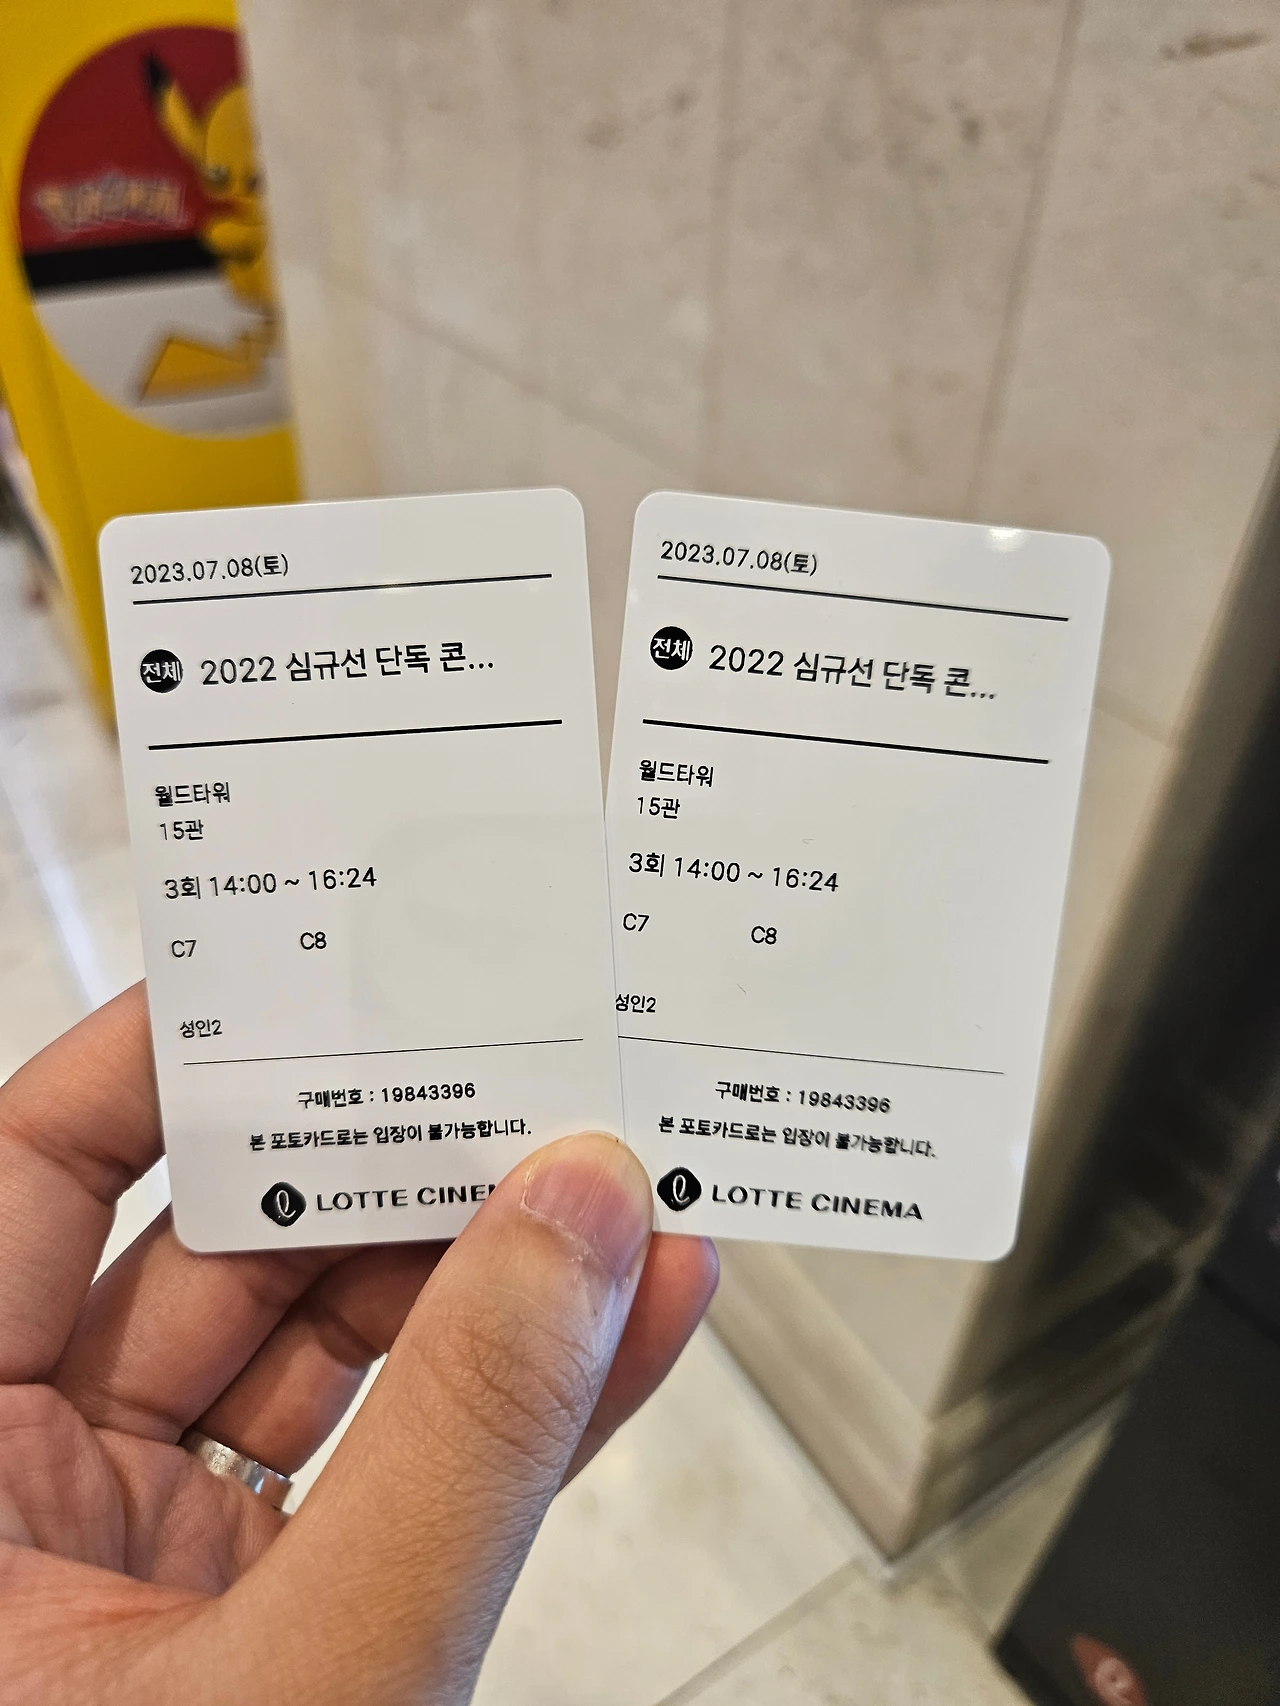 2023.07.08(토)
전체 2022 심규선 단독 콘...
월드타워
15관
3회 14:00 ~ 16:24
C7 C8
성인2
구매번호 : 19843396
본 포토카드로는 입장이 불가능합니다.
LOTTE CINEM
2023.07.08(토)
전체 2022 심규선 단독 콘...
월드타워
15관
3회 14:00 ~ 16:24
C7 C8
성인2
구매번호 : 19843396
본 포토카드로는 입장이 불가능합니다.
LOTTE CINEMA